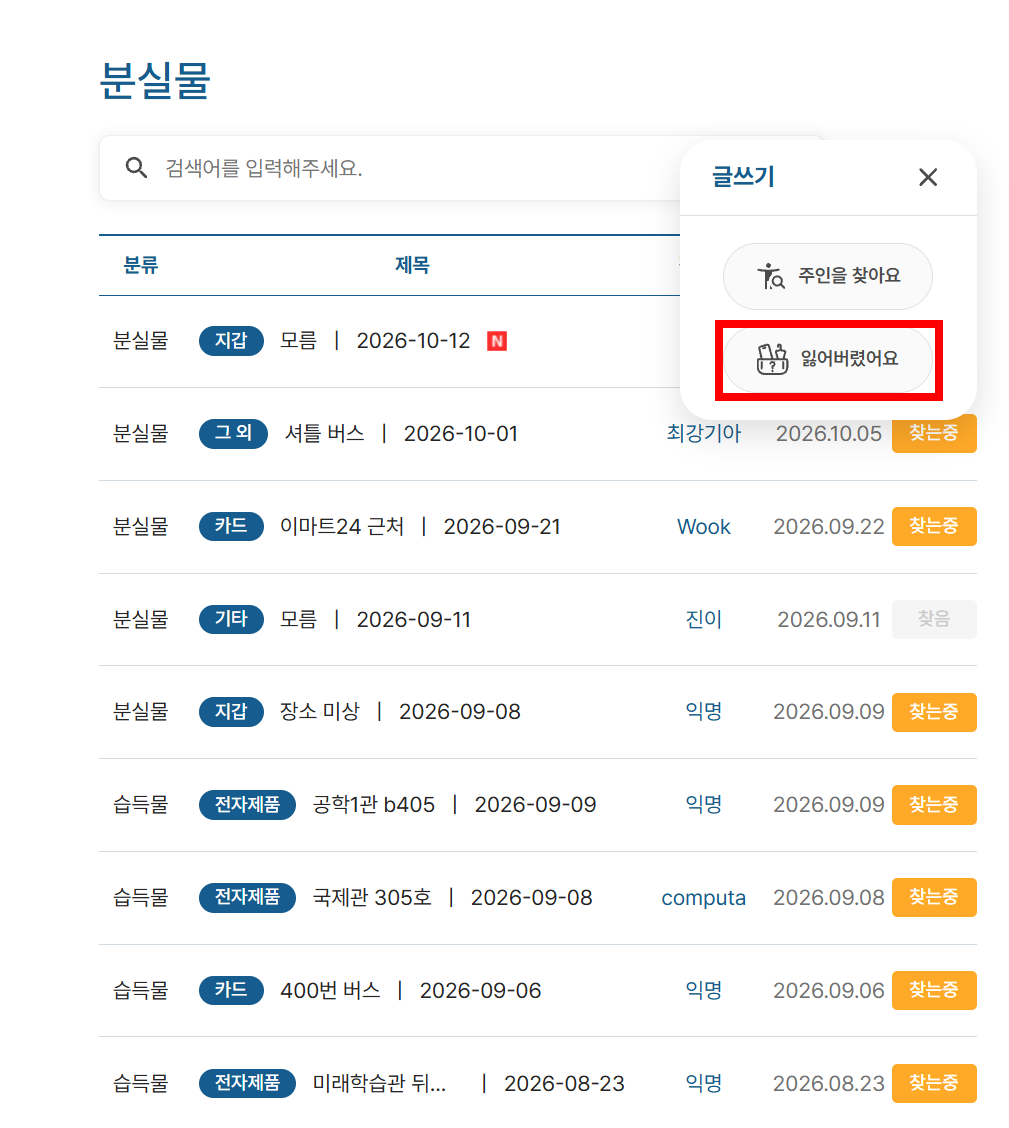 분실물
검색어를 입력해주세요.
글쓰기
주인을 찾아요
잃어버렸어요
분류 제목
분실물 지갑 모름 | 2026-10-12 N
분실물 그 외 셔틀 버스 | 2026-10-01 최강기아 2026.10.05 찾는중
분실물 카드 이마트24 근처 | 2026-09-21 Wook 2026.09.22 찾는중
분실물 기타 모름 | 2026-09-11 진이 2026.09.11 찾음
분실물 지갑 장소 미상 | 2026-09-08 익명 2026.09.09 찾는중
습득물 전자제품 공학1관 b405 | 2026-09-09 익명 2026.09.09 찾는중
습득물 전자제품 국제관 305호 | 2026-09-08 computa 2026.09.08 찾는중
습득물 카드 400번 버스 | 2026-09-06 익명 2026.09.06 찾는중
습득물 전자제품 미래학습관 뒤... | 2026-08-23 익명 2026.08.23 찾는중